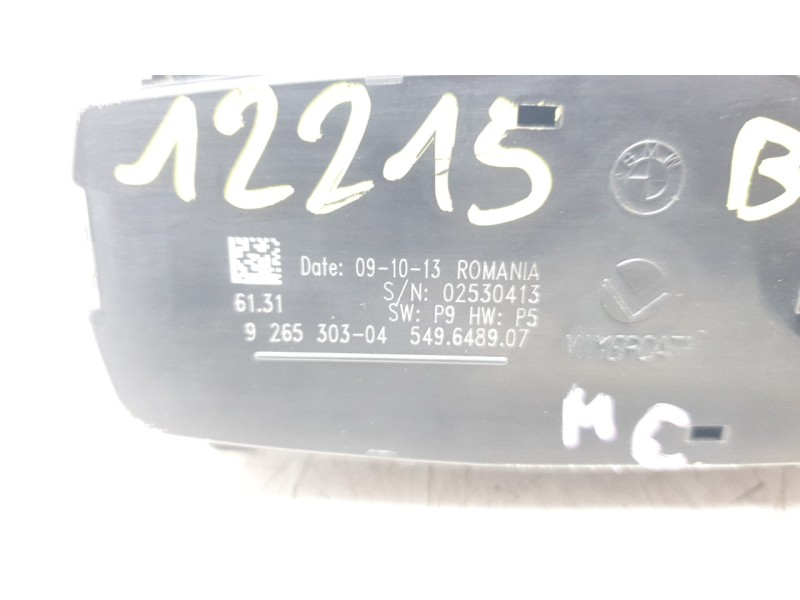 12215
B
BMW
Date: 09-10-13 ROMANIA
S/N: 02530413
61.31
SW: P9 HW: P5
9 265 303-04 549.6489.07
MC